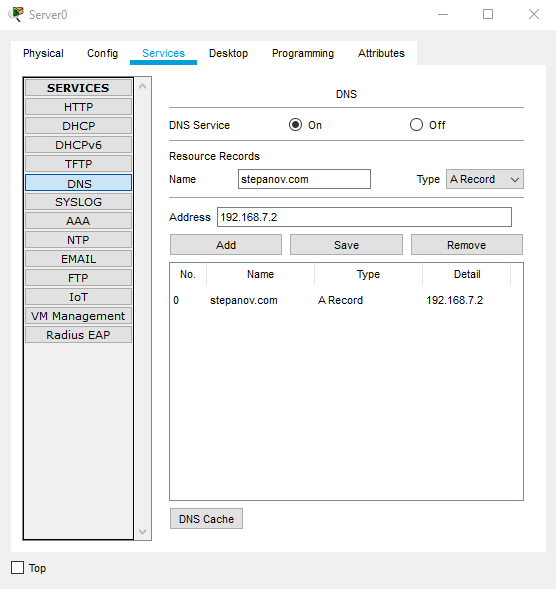 Server0
Physical Config Services Desktop Programming Attributes
SERVICES
HTTP
DHCP
DHCPv6
TFTP
DNS
SYSLOG
AAA
NTP
EMAIL
FTP
IoT
VM Management
Radius EAP
DNS
DNS Service On Off
Resource Records
Name stepanov.com Type A Record
Address 192.168.7.2
Add Save Remove
No. Name Type Detail
0 stepanov.com A Record 192.168.7.2
DNS Cache
Top